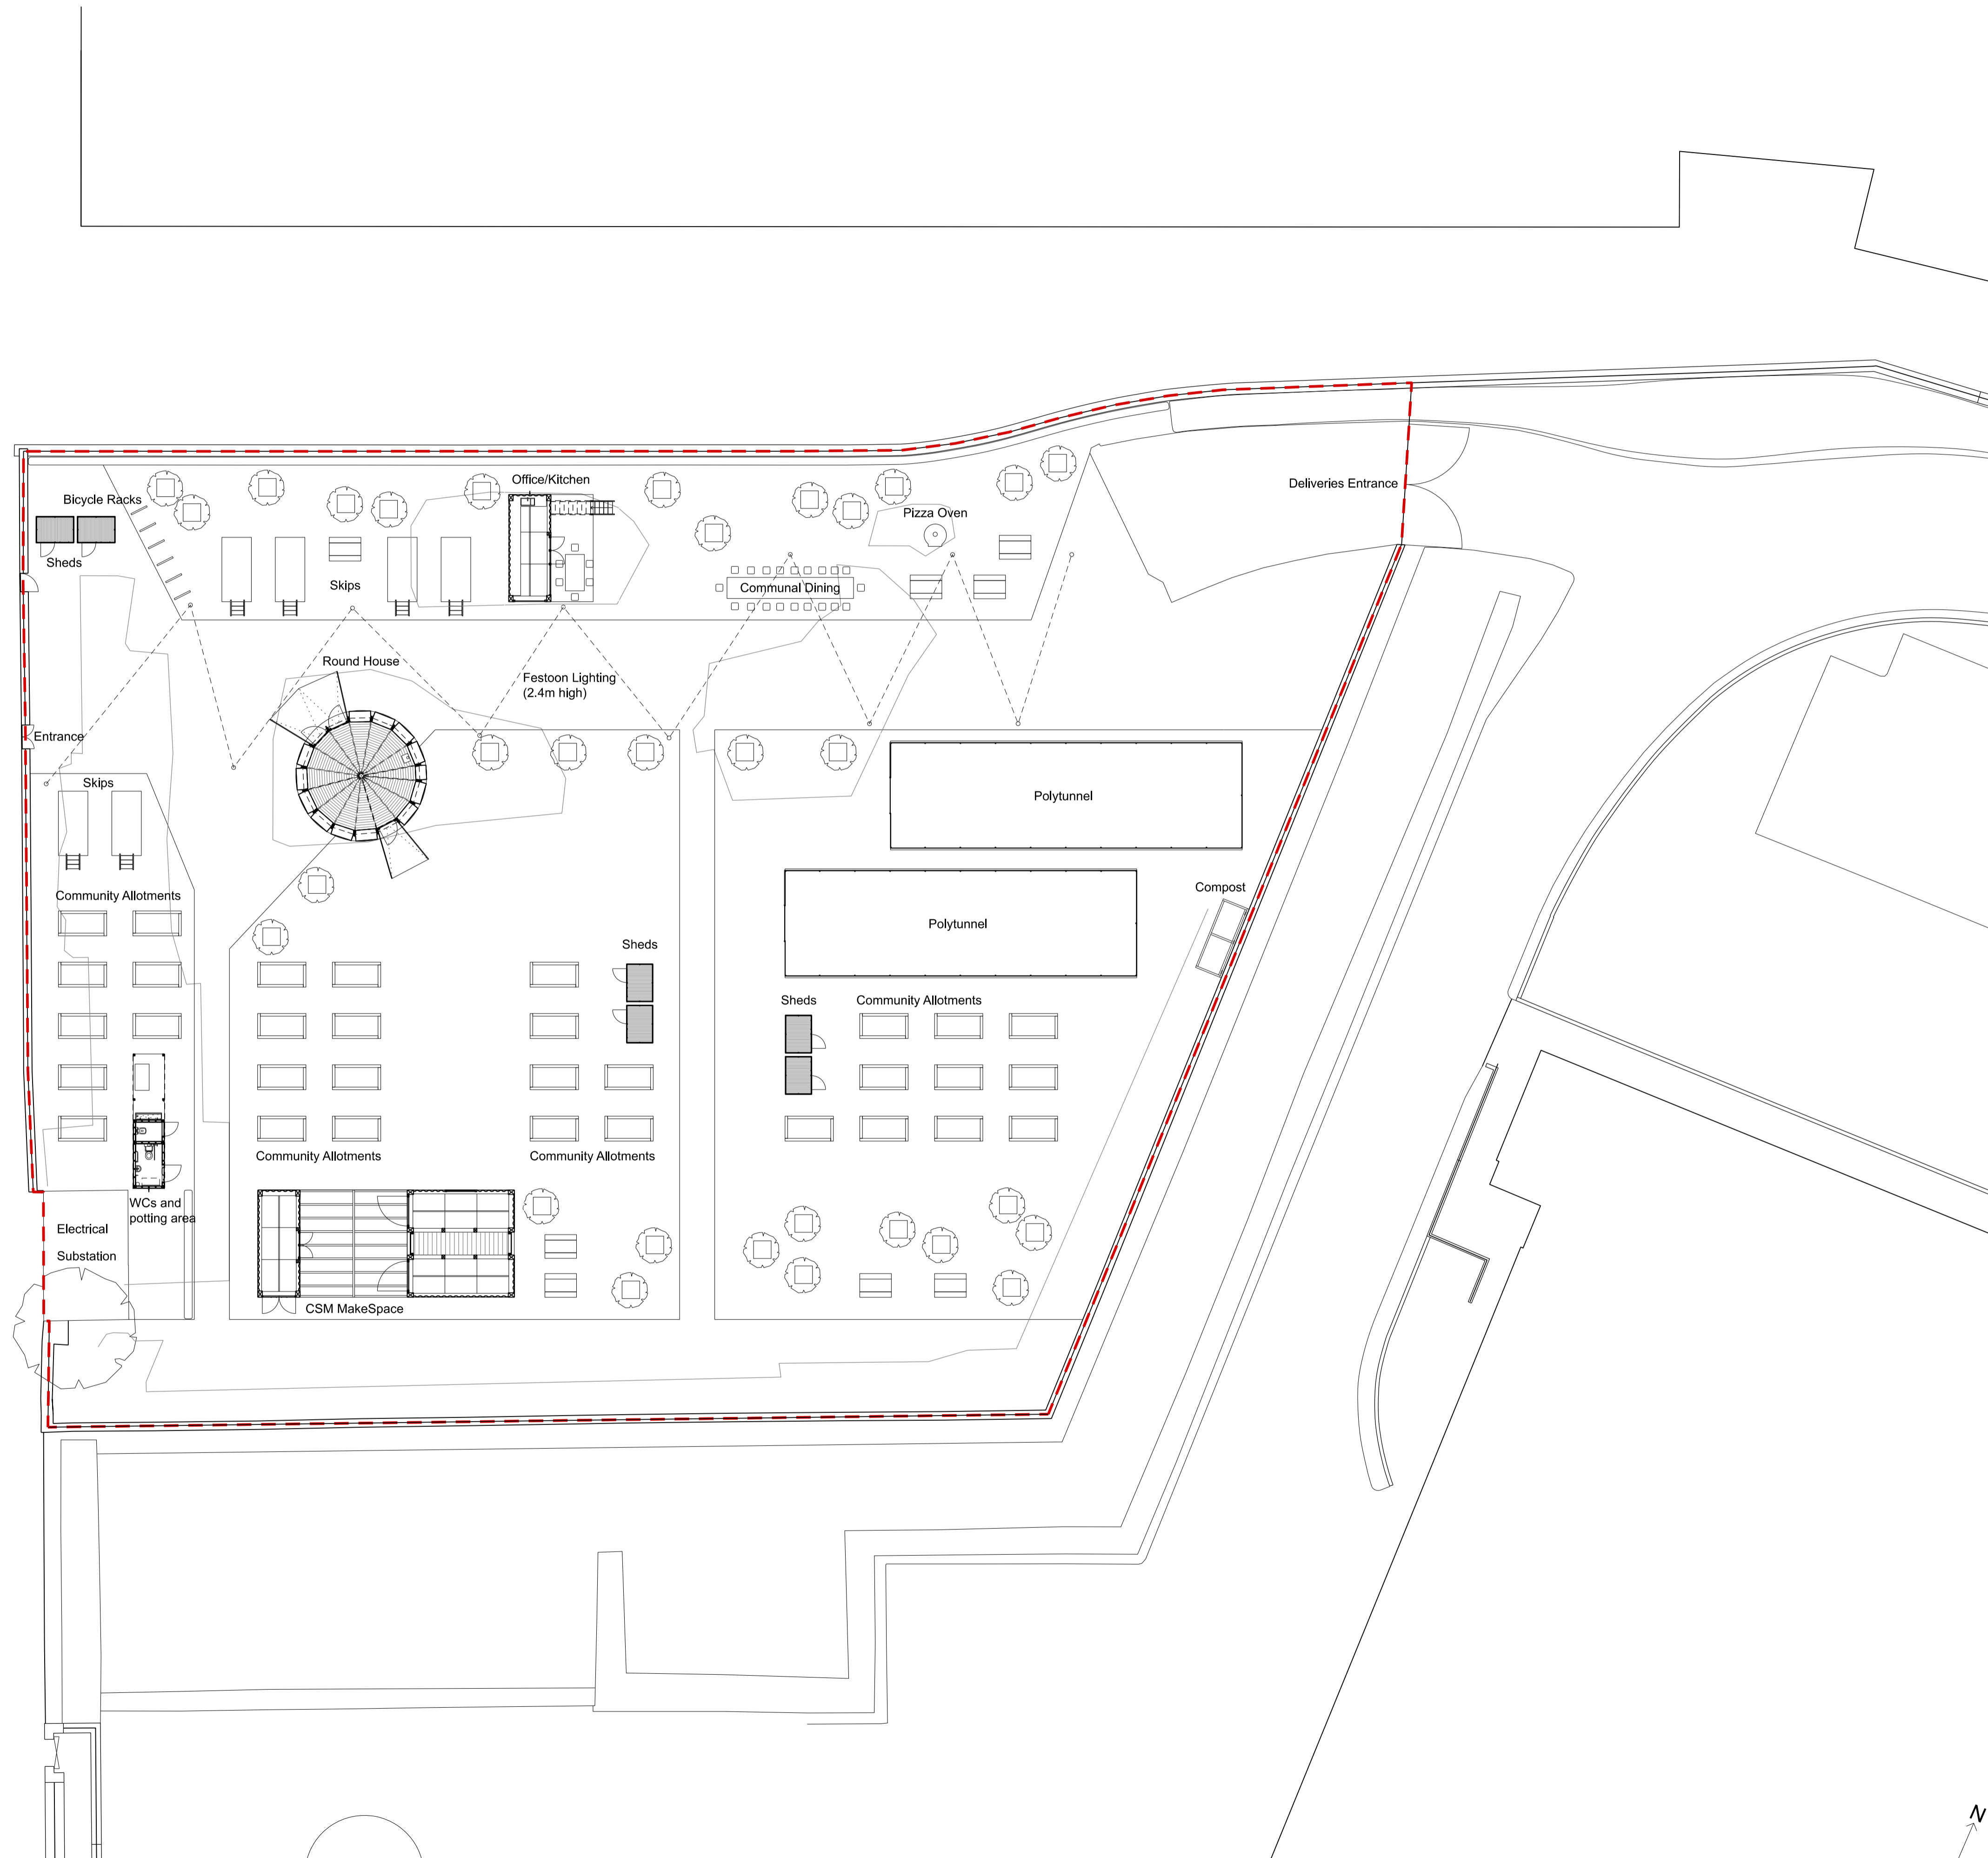 Office/Kitchen
Deliveries Entrance
Bicycle Racks
Pizza Oven
Sheds
Skips
Communal Dining
Round House
Festoon Lighting
(2.4m high)
Entrance
Skips
Polytunnel
Community Allotments
Polytunnel
Compost
Sheds
Sheds
Community Allotments
Community Allotments
Community Allotments
WCs and
potting area
Electrical
Substation
CSM MakeSpace
N